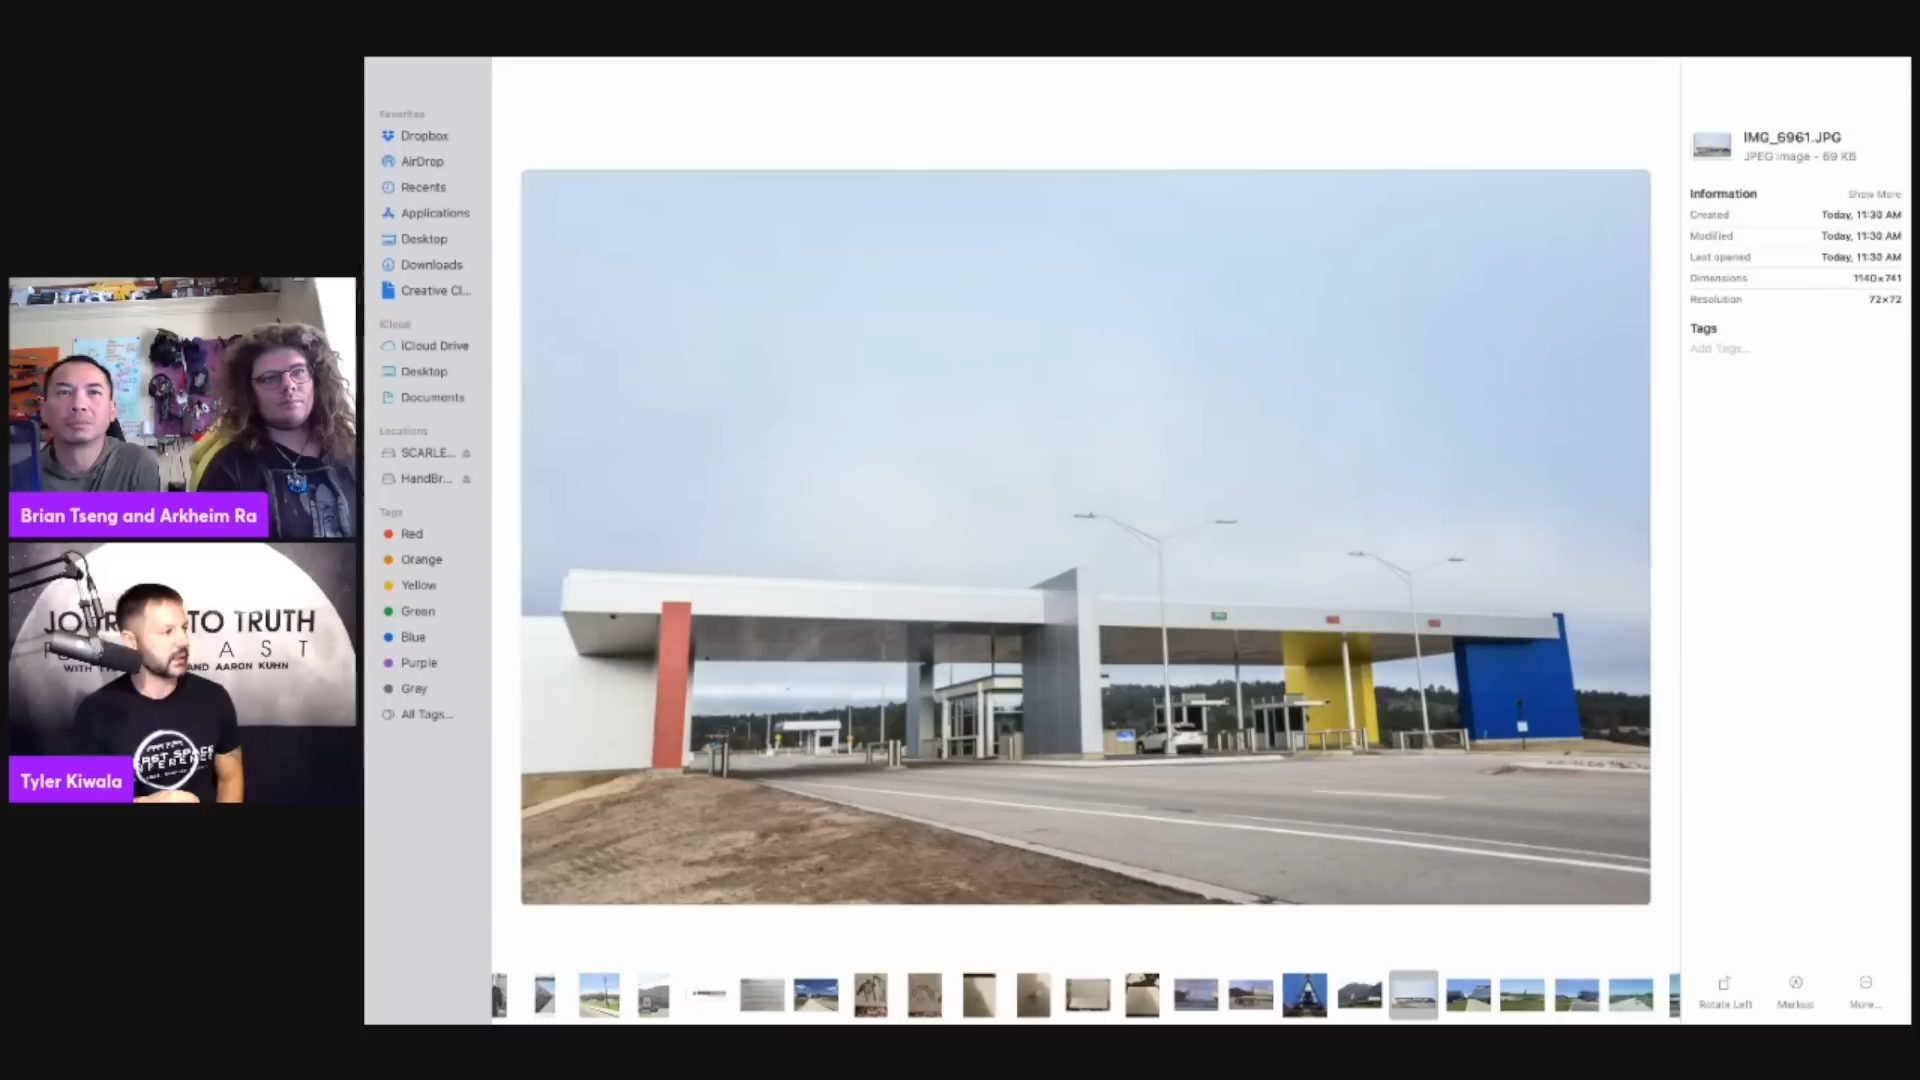 Favorites
Dropbox
AirDrop
Recents
Applications
Desktop
Downloads
Creative Cl...
iCloud
iCloud Drive
Desktop
Documents
Locations
SCARLE...
HandBr...
Tags
Red
Orange
Yellow
Green
Blue
Purple
Gray
All Tags...
IMG_6961.JPG
JPEG image - 69 KB
Information Show More
Created Today, 11:30 AM
Modified Today, 11:30 AM
Last opened Today, 11:30 AM
Dimensions 1140×741
Resolution 72×72
Tags
Add Tags...
Rotate Left
Markup
More...
Brian Tseng and Arkheim Ra
TO TRUTH
AST
WITH
AND AARON KUHN
Tyler Kiwala